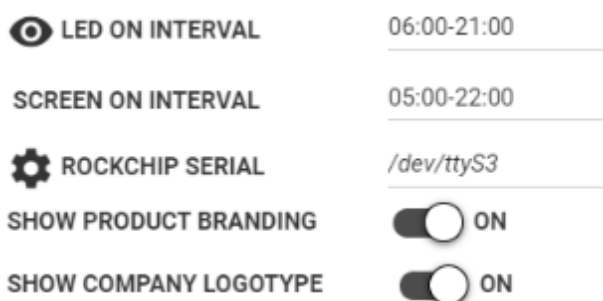 LED ON INTERVAL 06:00-21:00
SCREEN ON INTERVAL 05:00-22:00
ROCKCHIP SERIAL /dev/ttyS3
SHOW PRODUCT BRANDING ON
SHOW COMPANY LOGOTYPE ON